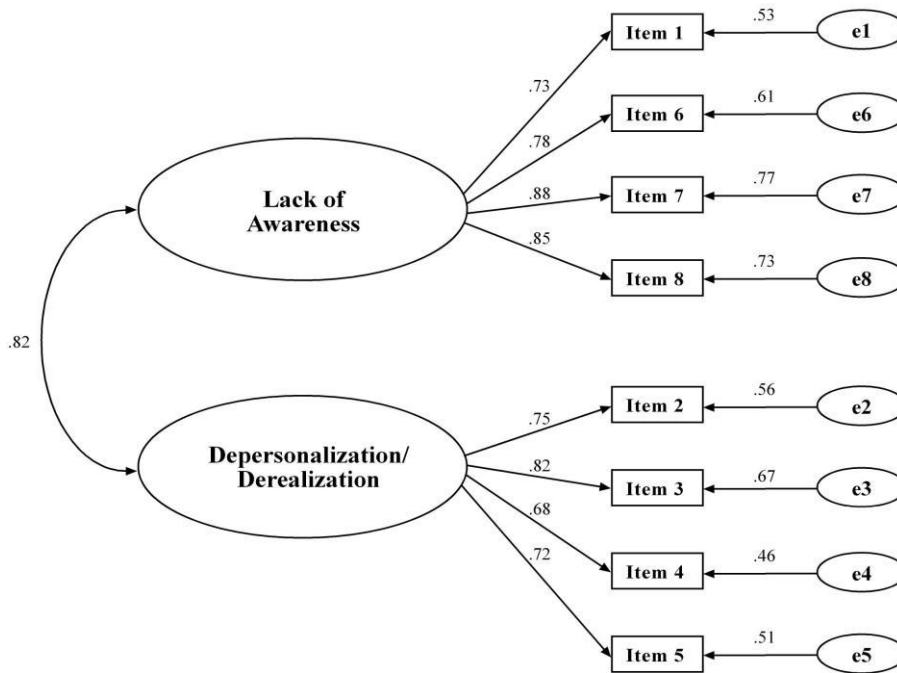 .53
Item 1
e1
.73
.61
Item 6
e6
.78
.77
Lack of
Awareness
.88
Item 7
e7
.85
.73
Item 8
e8
.82
.56
Item 2
e2
.75
Depersonalization/
Derealization
.82
.67
Item 3
e3
.68
.46
Item 4
e4
.72
.51
Item 5
e5